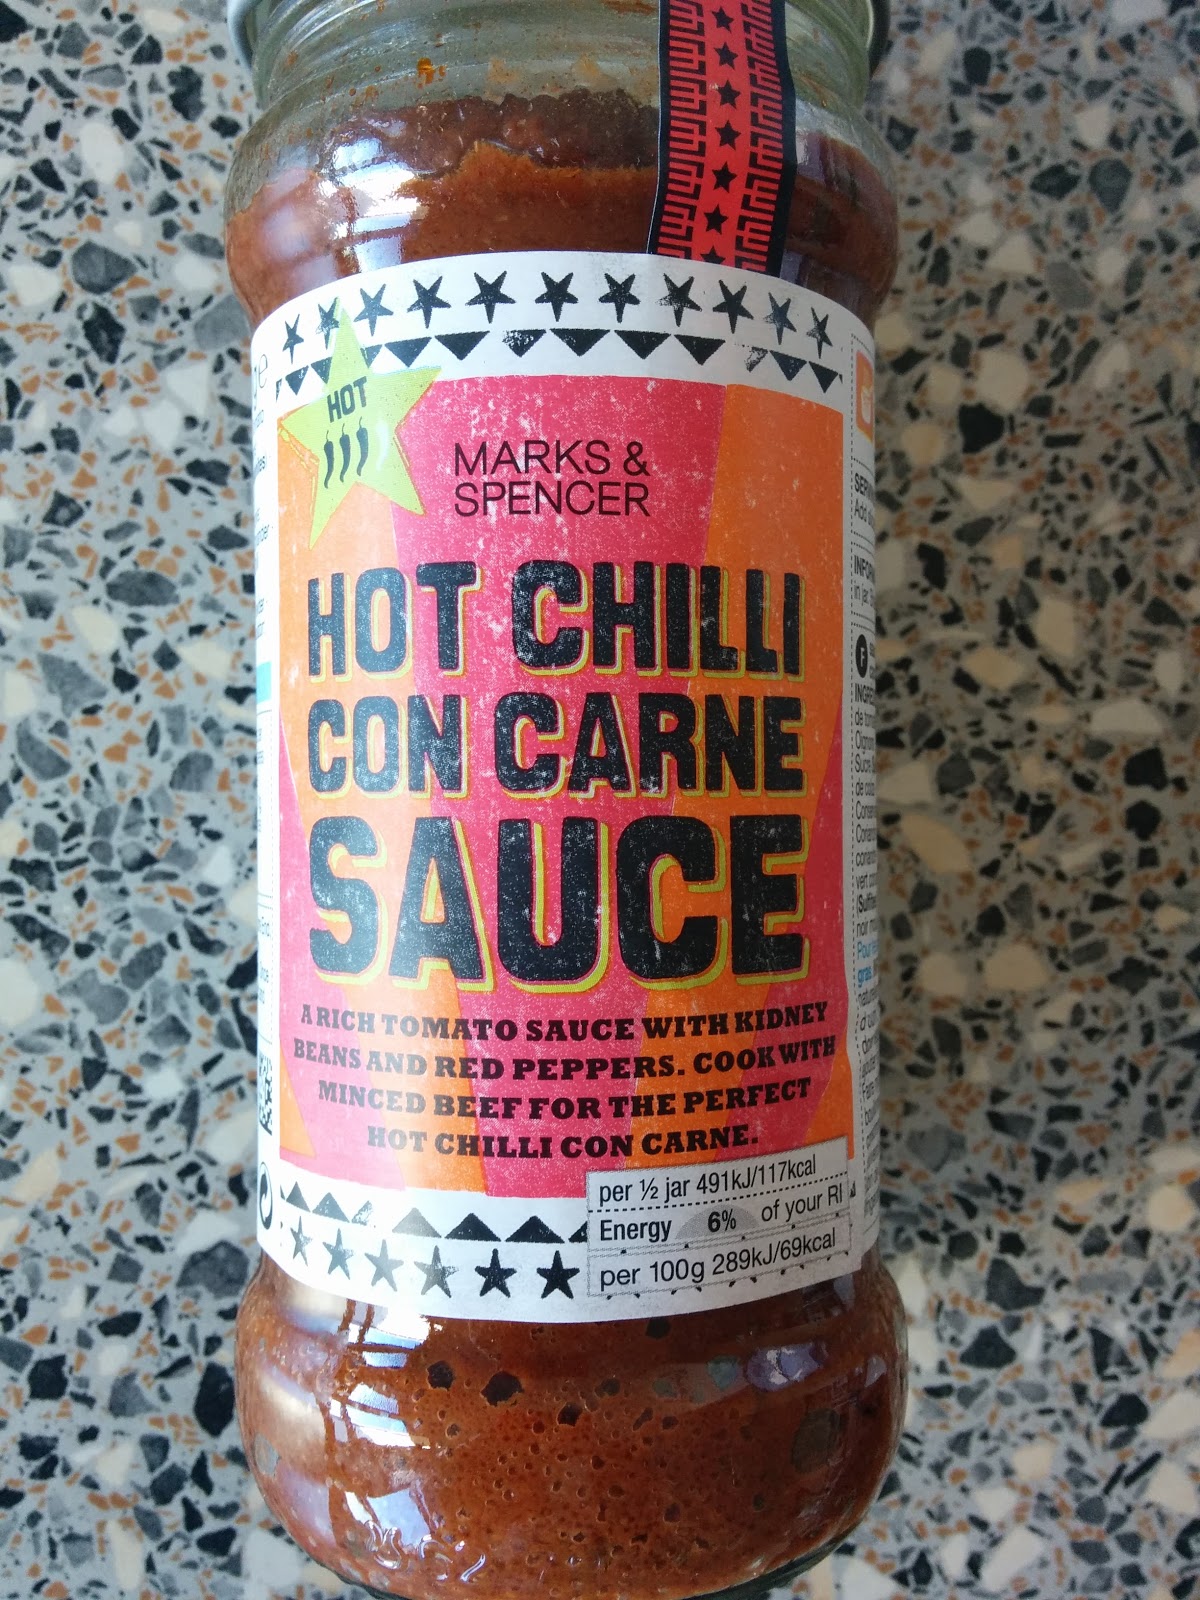 HOT
MARKS &
SPENCER
HOT CHILLI
CON CARNE
SAUCE
A RICH TOMATO SAUCE WITH KIDNEY
BEANS AND RED PEPPERS. COOK WITH
MINCED BEEF FOR THE PERFECT
HOT CHILLI CON CARNE.
per ½ jar 491kJ/117kcal
Energy 6% of your RI
per 100g 289kJ/69kcal
F
de